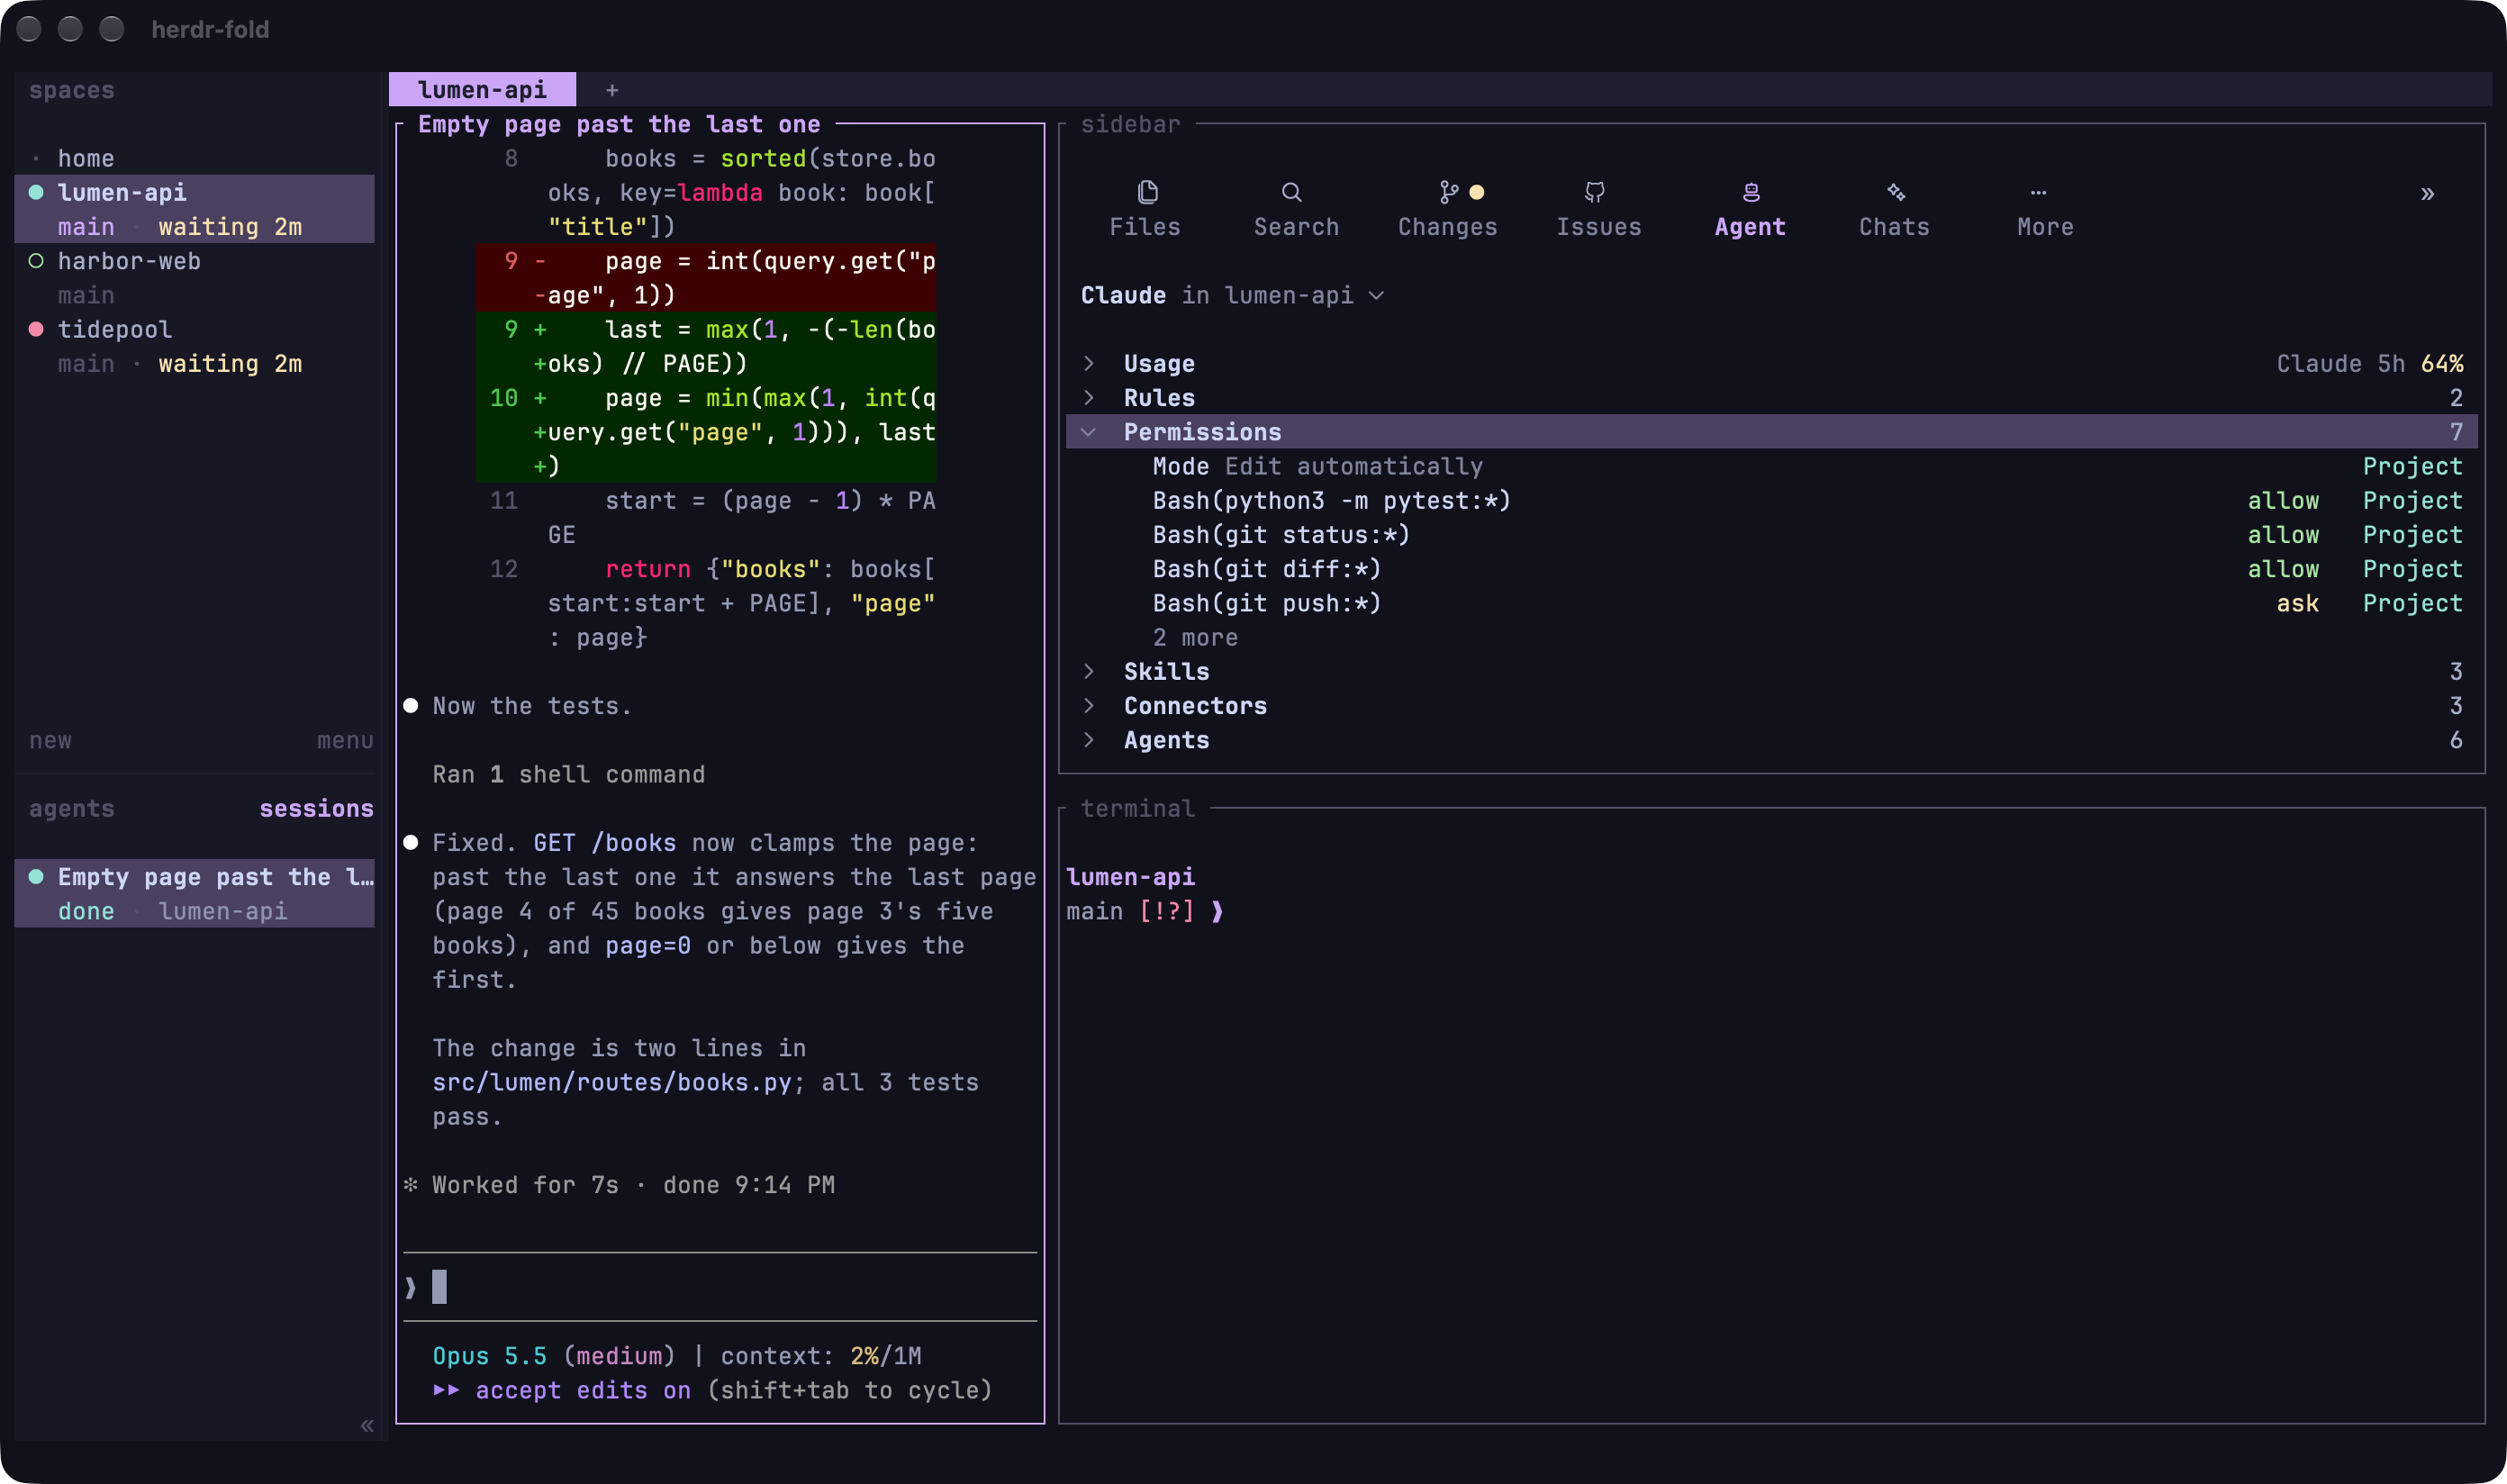 herdr-fold
spaces
· home
lumen-api
main · waiting 2m
harbor-web
main
tidepool
main · waiting 2m
new menu
agents sessions
Empty page past the l…
done · lumen-api
«
lumen-api +
Empty page past the last one
8 books = sorted(store.bo
oks, key=lambda book: book[
"title"])
9 - page = int(query.get("p
-age", 1))
9 + last = max(1, -(-len(bo
+oks) // PAGE))
10 + page = min(max(1, int(q
+uery.get("page", 1))), last
+)
11 start = (page - 1) * PA
GE
12 return {"books": books[
start:start + PAGE], "page"
: page}
● Now the tests.
Ran 1 shell command
● Fixed. GET /books now clamps the page:
past the last one it answers the last page
(page 4 of 45 books gives page 3's five
books), and page=0 or below gives the
first.
The change is two lines in
src/lumen/routes/books.py; all 3 tests
pass.
✻ Worked for 7s · done 9:14 PM
❯
Opus 5.5 (medium) | context: 2%/1M
▸▸ accept edits on (shift+tab to cycle)
sidebar
Files Search Changes Issues Agent Chats More »
Claude in lumen-api
Usage Claude 5h 64%
Rules 2
Permissions 7
Mode Edit automatically Project
Bash(python3 -m pytest:*) allow Project
Bash(git status:*) allow Project
Bash(git diff:*) allow Project
Bash(git push:*) ask Project
2 more
Skills 3
Connectors 3
Agents 6
terminal
lumen-api
main [!?] ❯